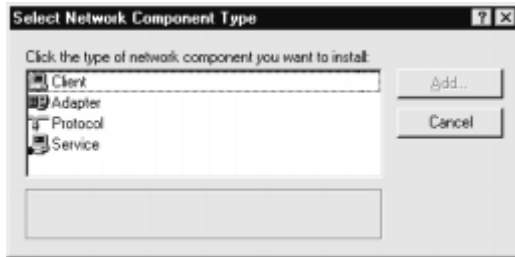 Select Network Component Type
Click the type of network component you want to install:
Client
Adapter
Protocol
Service
Add...
Cancel